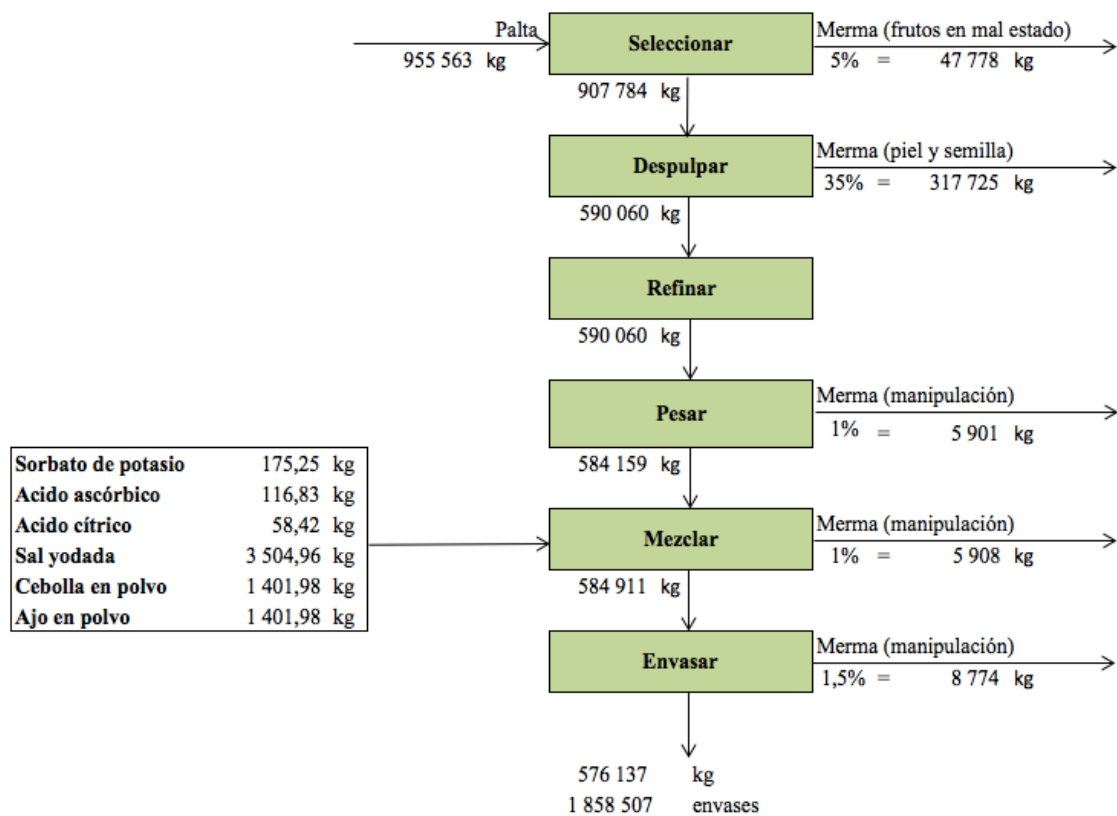 Palta
955 563 kg
Seleccionar
Merma (frutos en mal estado)
5% = 47 778 kg
907 784 kg
Despulpar
Merma (piel y semilla)
35% = 317 725 kg
590 060 kg
Refinar
590 060 kg
Pesar
Merma (manipulación)
1% = 5 901 kg
584 159 kg
Sorbato de potasio 175,25 kg
Acido ascórbico 116,83 kg
Acido cítrico 58,42 kg
Sal yodada 3 504,96 kg
Cebolla en polvo 1 401,98 kg
Ajo en polvo 1 401,98 kg
Mezclar
Merma (manipulación)
1% = 5 908 kg
584 911 kg
Envasar
Merma (manipulación)
1,5% = 8 774 kg
576 137 kg
1 858 507 envases